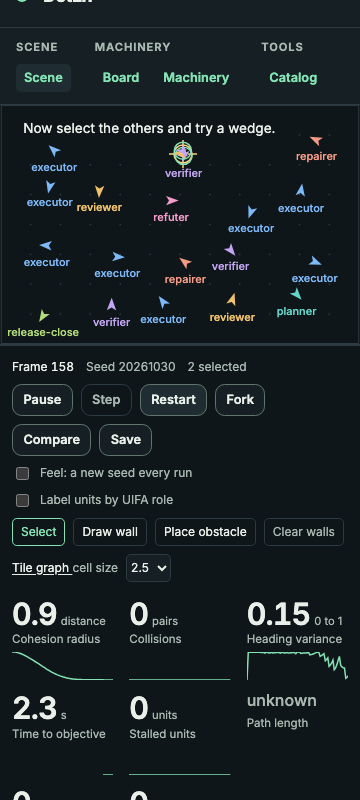 SCENE MACHINERY TOOLS
Scene Board Machinery Catalog
Now select the others and try a wedge.
executor
verifier
repairer
executor
reviewer
refuter
executor
executor
executor
executor
repairer
verifier
executor
planner
release-close
verifier
executor
reviewer
Frame 158 Seed 20261030 2 selected
Pause Step Restart Fork
Compare Save
Feel: a new seed every run
Label units by UIFA role
Select Draw wall Place obstacle Clear walls
Tile graph cell size 2.5
0.9 distance 0 pairs 0.15 0 to 1
Cohesion radius Collisions Heading variance
2.3 s 0 units unknown
Time to objective Stalled units Path length